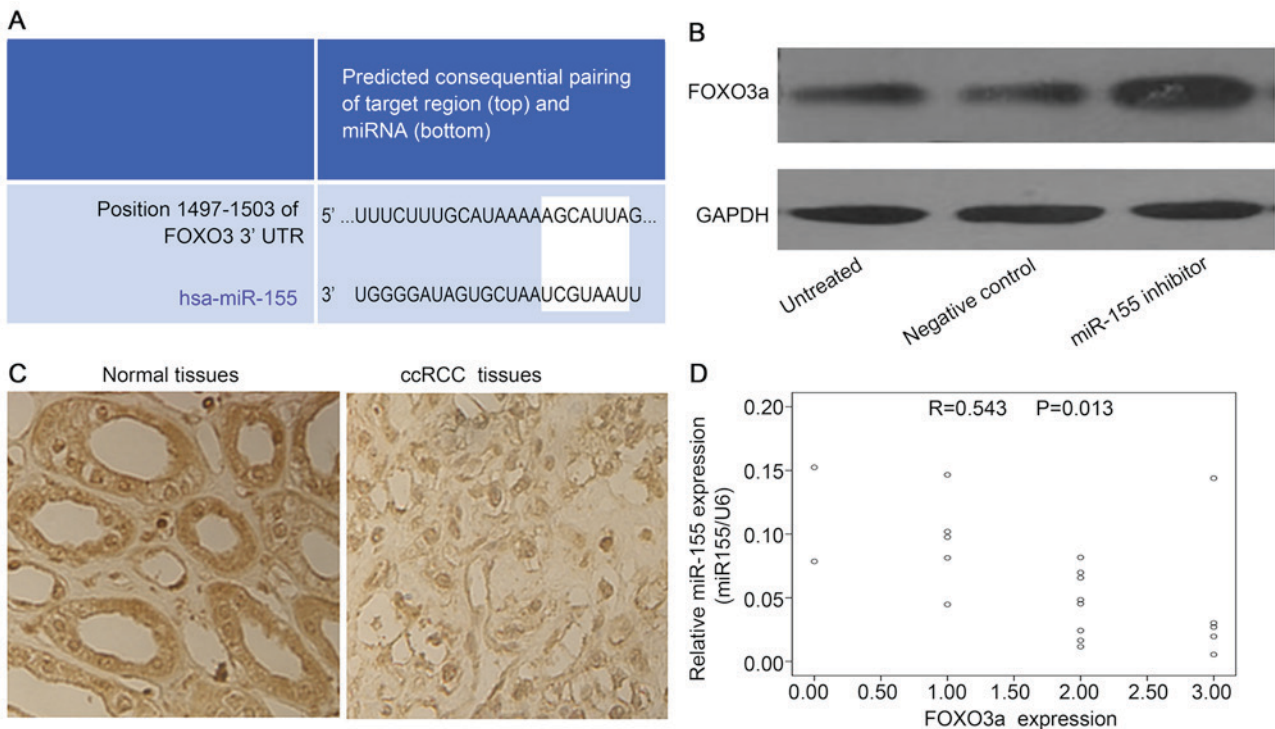 A
Predicted consequential pairing
of target region (top) and
miRNA (bottom)
Position 1497-1503 of
FOXO3 3' UTR
5' ...UUUCUUUGCAUAAAAAGCAUUAG...
hsa-miR-155
3' UGGGGAUAGUGCUAAUCGUAAUU
B
FOXO3a
GAPDH
Untreated
Negative control
miR-155 inhibitor
C
Normal tissues
ccRCC tissues
D
R=0.543 P=0.013
Relative miR-155 expression
(miR155/U6)
0.20
0.15
0.10
0.05
0.00
0.00 0.50 1.00 2.00 2.50 3.00
FOXO3a expression